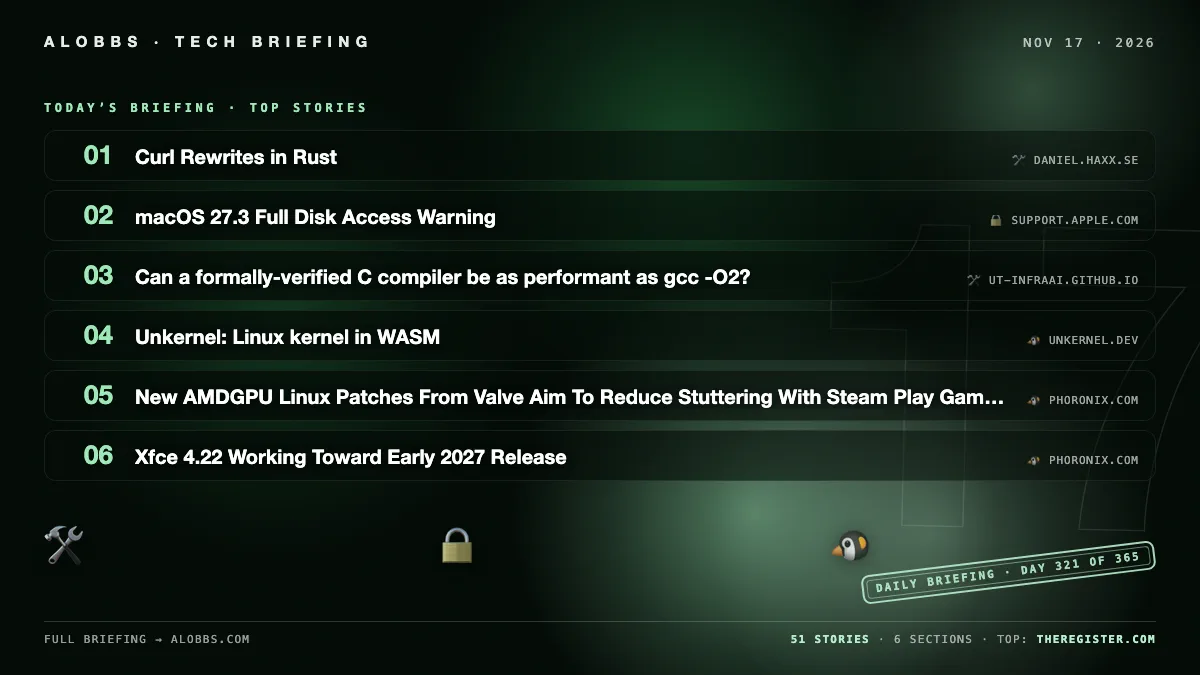 ALOBBS · TECH BRIEFING
NOV 17 · 2026
TODAY'S BRIEFING · TOP STORIES
01 Curl Rewrites in Rust DANIEL.HAXX.SE
02 macOS 27.3 Full Disk Access Warning SUPPORT.APPLE.COM
03 Can a formally-verified C compiler be as performant as gcc -O2? UT-INFRAAI.GITHUB.IO
04 Unkernel: Linux kernel in WASM UNKERNEL.DEV
05 New AMDGPU Linux Patches From Valve Aim To Reduce Stuttering With Steam Play Gam... PHORONIX.COM
06 Xfce 4.22 Working Toward Early 2027 Release PHORONIX.COM
17
DAILY BRIEFING · DAY 321 OF 365
FULL BRIEFING → ALOBBS.COM
51 STORIES · 6 SECTIONS · TOP: THEREGISTER.COM